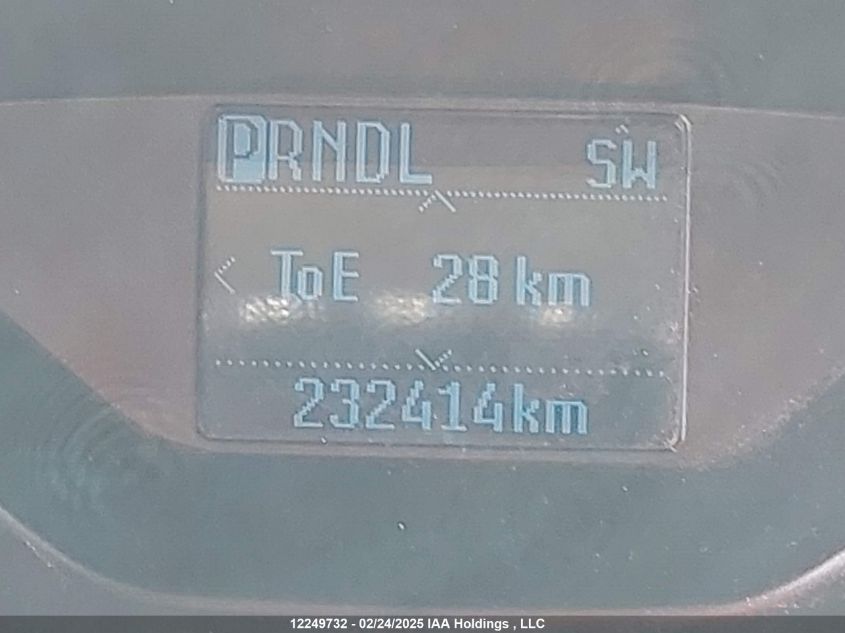 PRNDL SW
ToE 28 km
232414km
12249732 - 02/24/2025 IAA Holdings , LLC